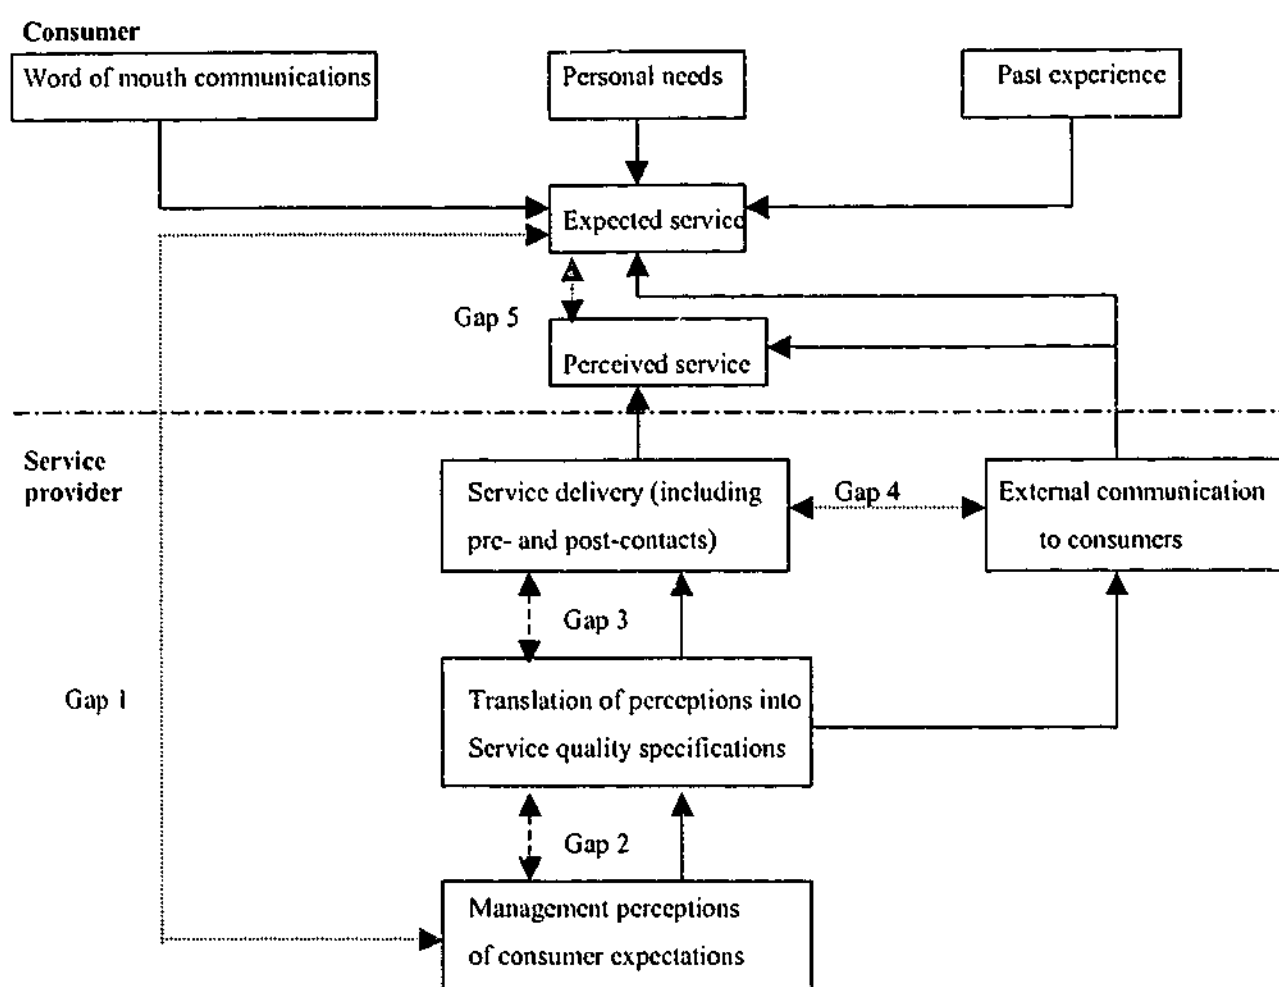 Consumer
Word of mouth communications
Personal needs
Past experience
Expected service
Gap 5
Perceived service
Service
provider
Service delivery (including
pre- and post-contacts)
Gap 4
External communication
to consumers
Gap 3
Gap 1
Translation of perceptions into
Service quality specifications
Gap 2
Management perceptions
of consumer expectations